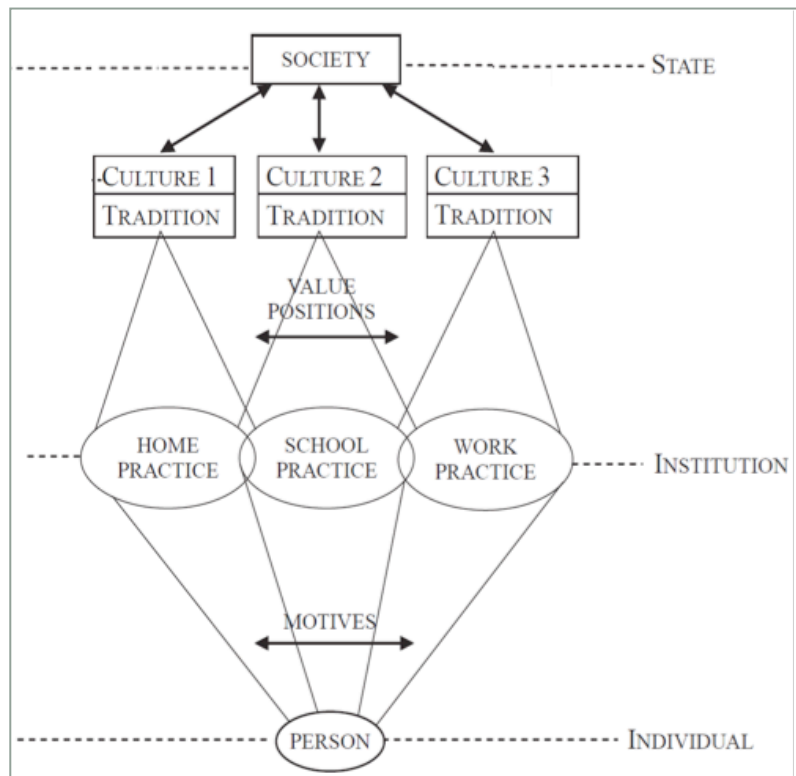 SOCIETY
STATE
CULTURE 1
CULTURE 2
CULTURE 3
TRADITION
TRADITION
TRADITION
VALUE
POSITIONS
HOME
PRACTICE
SCHOOL
PRACTICE
WORK
PRACTICE
INSTITUTION
MOTIVES
PERSON
INDIVIDUAL